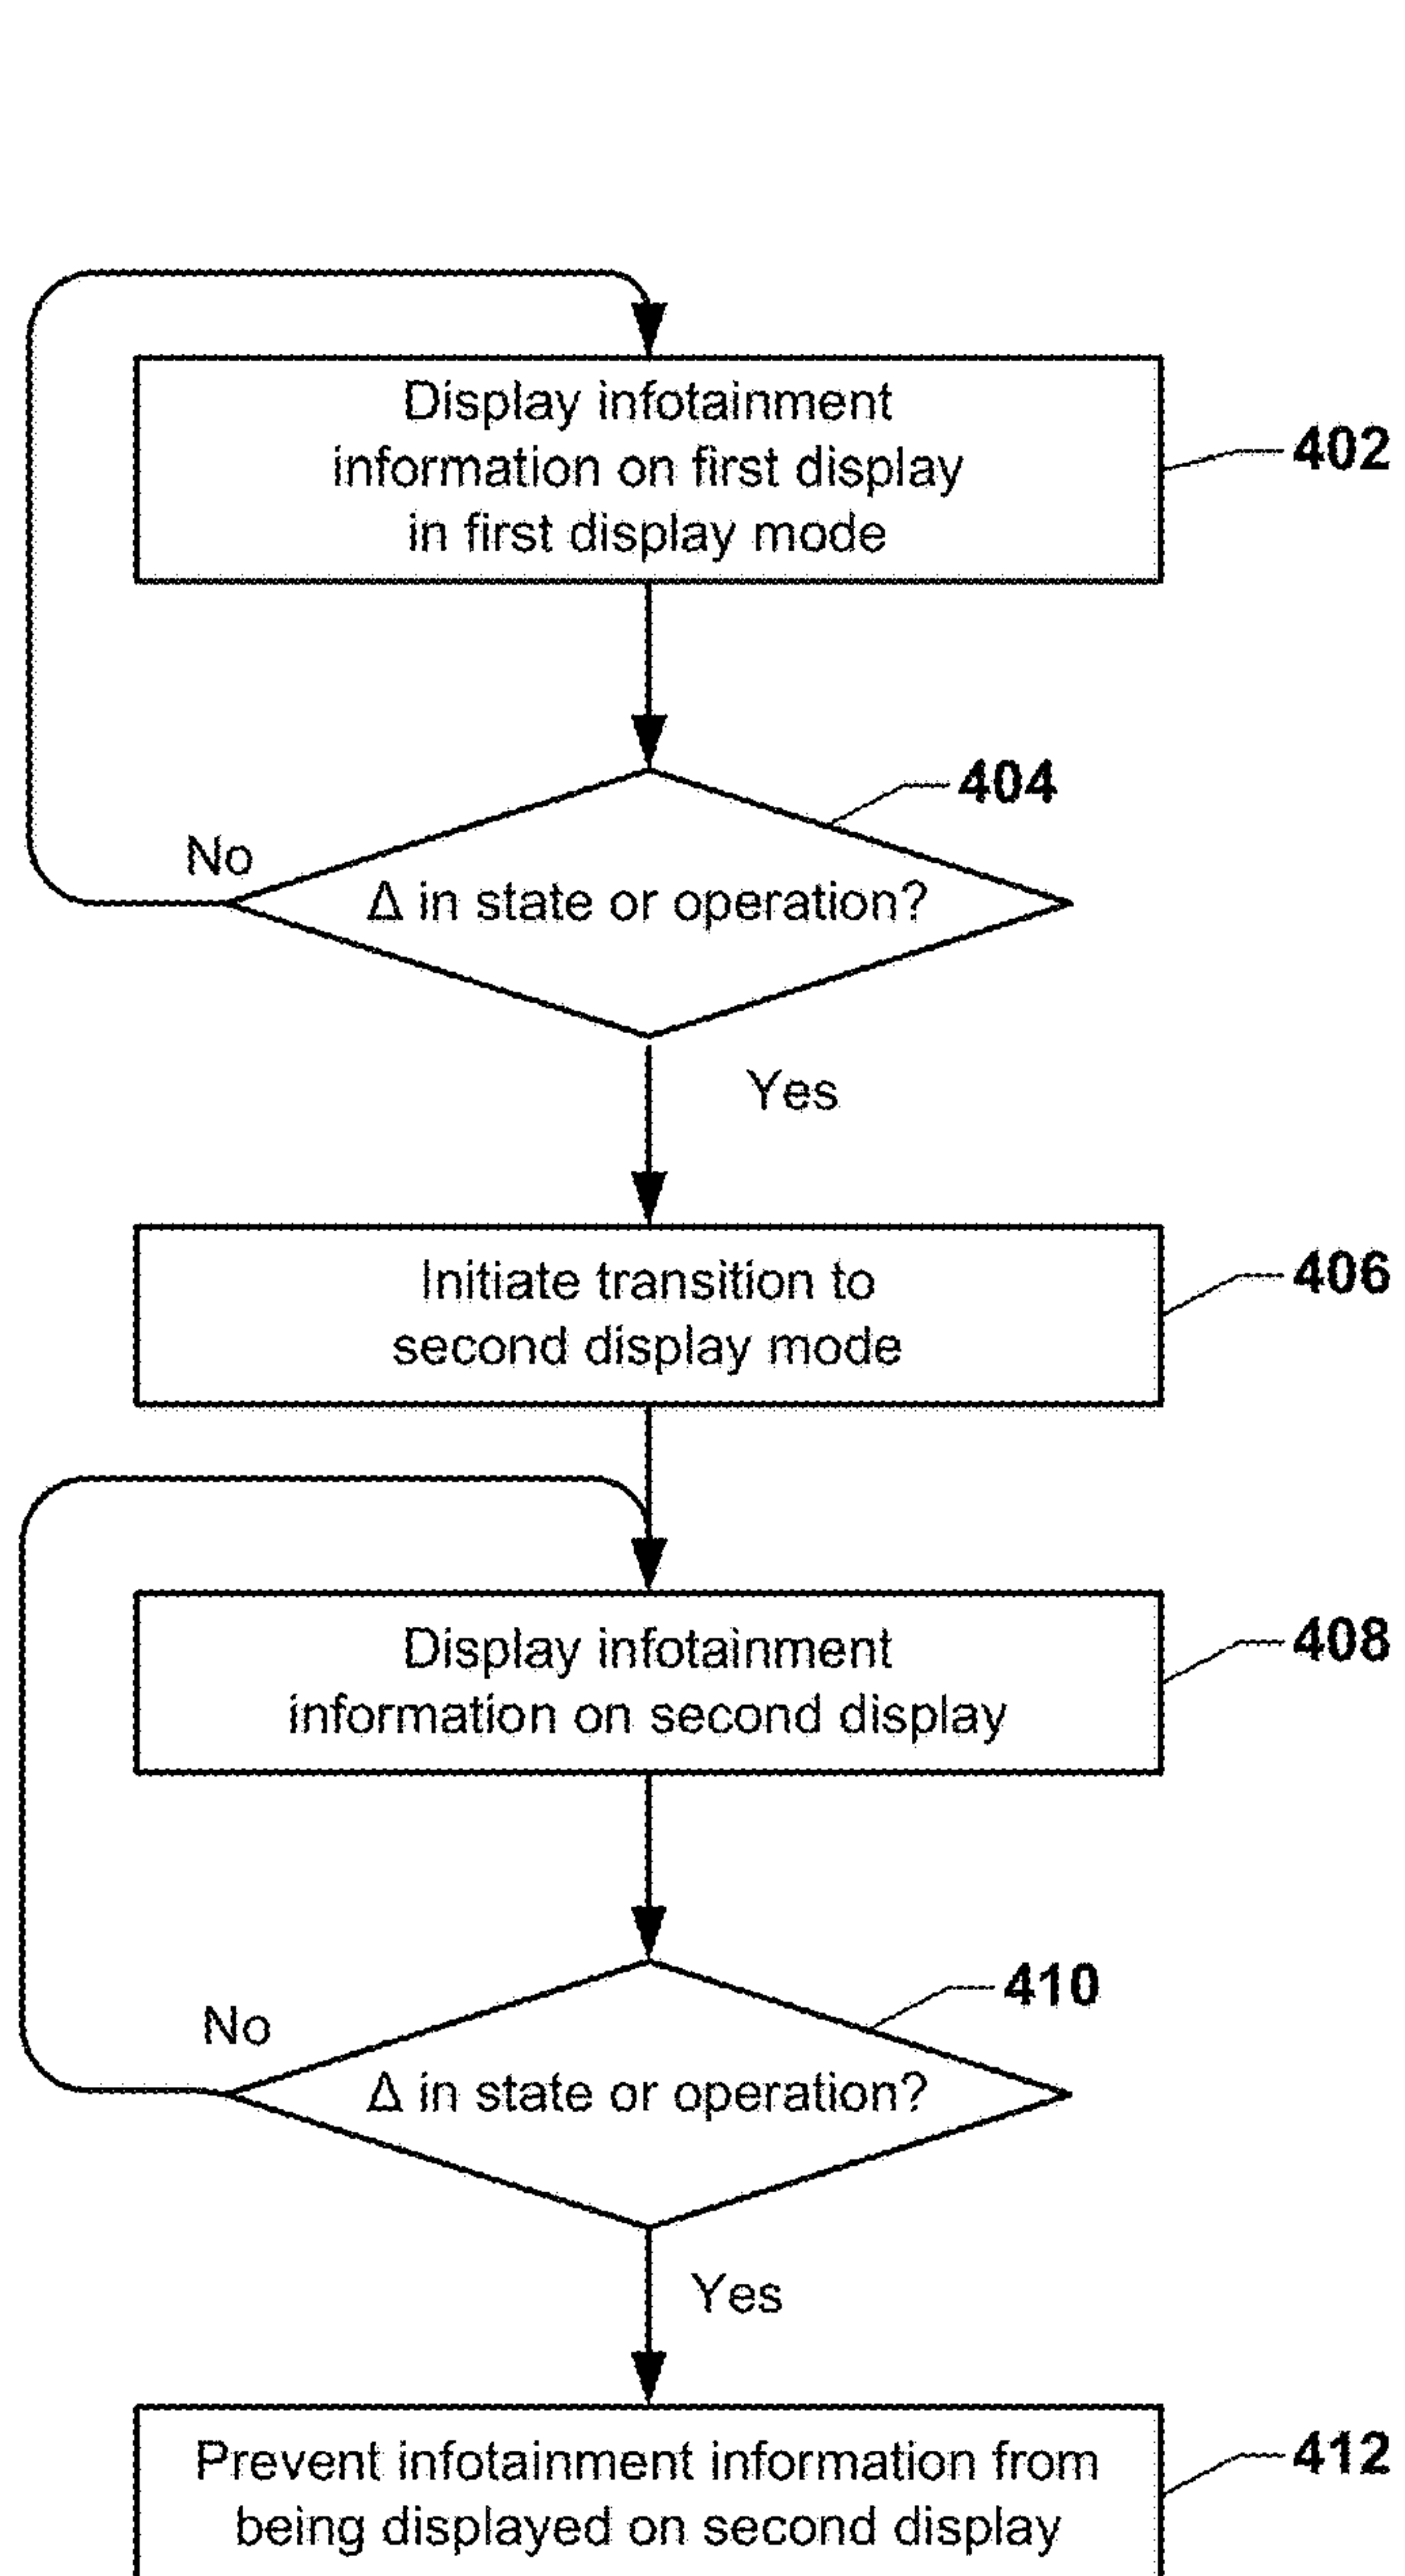 Display infotainment
information on first display
in first display mode
402
404
No
Δ in state or operation?
Yes
Initiate transition to
second display mode
406
Display infotainment
information on second display
408
410
No
Δ in state or operation?
Yes
Prevent infotainment information from
being displayed on second display
412